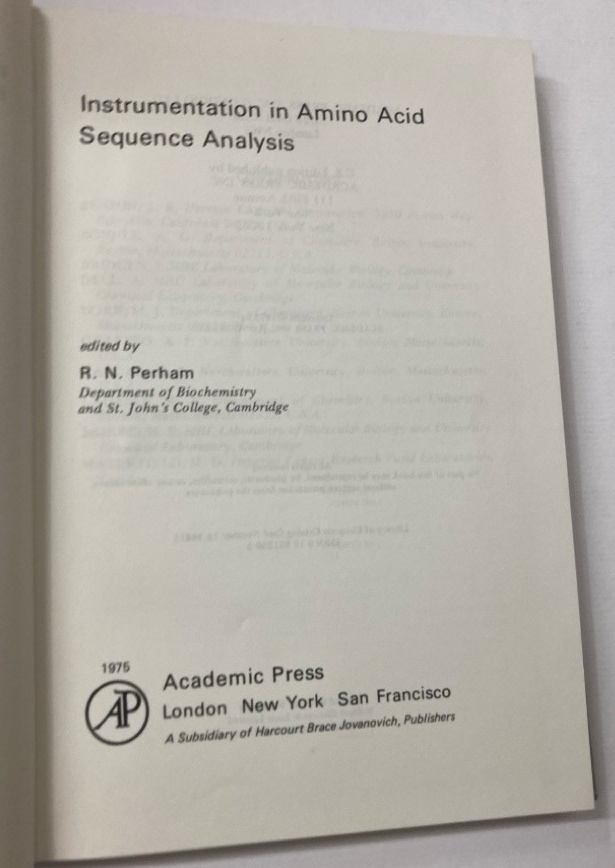 Instrumentation in Amino Acid
Sequence Analysis
edited by
R. N. Perham
Department of Biochemistry
and St. John's College, Cambridge
1975
AP
Academic Press
London New York San Francisco
A Subsidiary of Harcourt Brace Jovanovich, Publishers